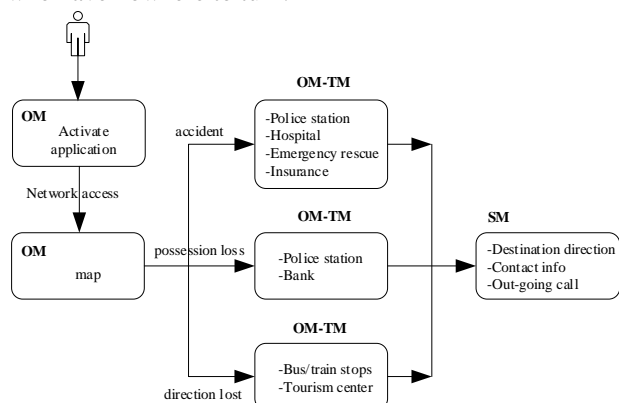 OM
Activate
application
Network access
OM
map
accident
possession loss
direction lost
OM-TM
-Police station
-Hospital
-Emergency rescue
-Insurance
OM-TM
-Police station
-Bank
OM-TM
-Bus/train stops
-Tourism center
SM
-Destination direction
-Contact info
-Out-going call